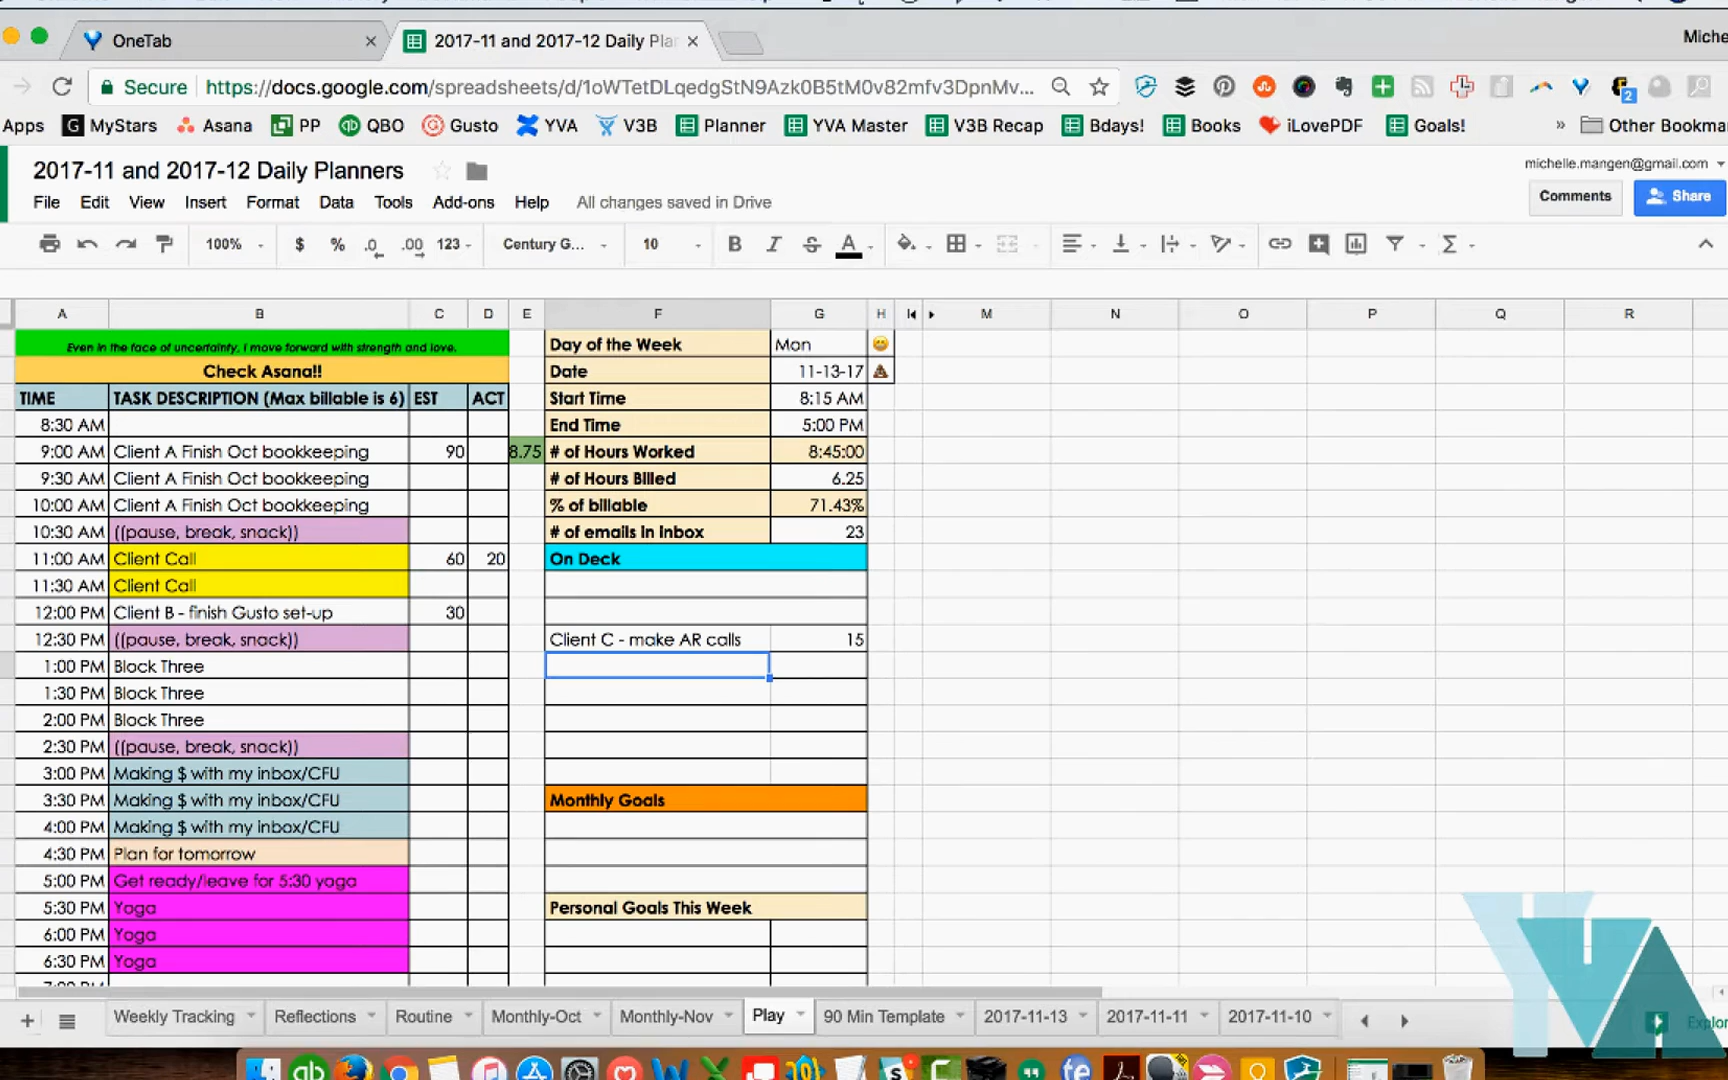 OneTab
2017-11 and 2017-12 Daily Plar
Miche
Secure
https://docs.google.com/spreadsheets/d/1oWTetDLqedgStN9Azk0B5tM0v82mfv3DpnMv...
2
Apps
MyStars
Asana
PP
QBO
Gusto
YVA
V3B
Planner
YVA Master
V3B Recap
Bdays!
Books
iLovePDF
Goals!
»
Other Bookma
2017-11 and 2017-12 Daily Planners
michelle.mangen@gmail.com
File Edit View Insert Format Data Tools Add-ons Help All changes saved in Drive
Comments
Share
100% $ % .0 .00 123 Century G... 10 B I S A
A B C D E F G H M N O P Q R
Even in the face of uncertainty, I move forward with strength and love. Day of the Week Mon
Check Asana!! Date 11-13-17
TIME TASK DESCRIPTION (Max billable is 6) EST ACT Start Time 8:15 AM
8:30 AM End Time 5:00 PM
9:00 AM Client A Finish Oct bookkeeping 90 8.75 # of Hours Worked 8:45:00
9:30 AM Client A Finish Oct bookkeeping # of Hours Billed 6.25
10:00 AM Client A Finish Oct bookkeeping % of billable 71.43%
10:30 AM ((pause, break, snack)) # of emails in inbox 23
11:00 AM Client Call 60 20 On Deck
11:30 AM Client Call
12:00 PM Client B - finish Gusto set-up 30
12:30 PM ((pause, break, snack)) Client C - make AR calls 15
1:00 PM Block Three
1:30 PM Block Three
2:00 PM Block Three
2:30 PM ((pause, break, snack))
3:00 PM Making $ with my inbox/CFU
3:30 PM Making $ with my inbox/CFU Monthly Goals
4:00 PM Making $ with my inbox/CFU
4:30 PM Plan for tomorrow
5:00 PM Get ready/leave for 5:30 yoga
5:30 PM Yoga Personal Goals This Week
6:00 PM Yoga
6:30 PM Yoga
Weekly Tracking Reflections Routine Monthly-Oct Monthly-Nov Play 90 Min Template 2017-11-13 2017-11-11 2017-11-10
Explor
YVA